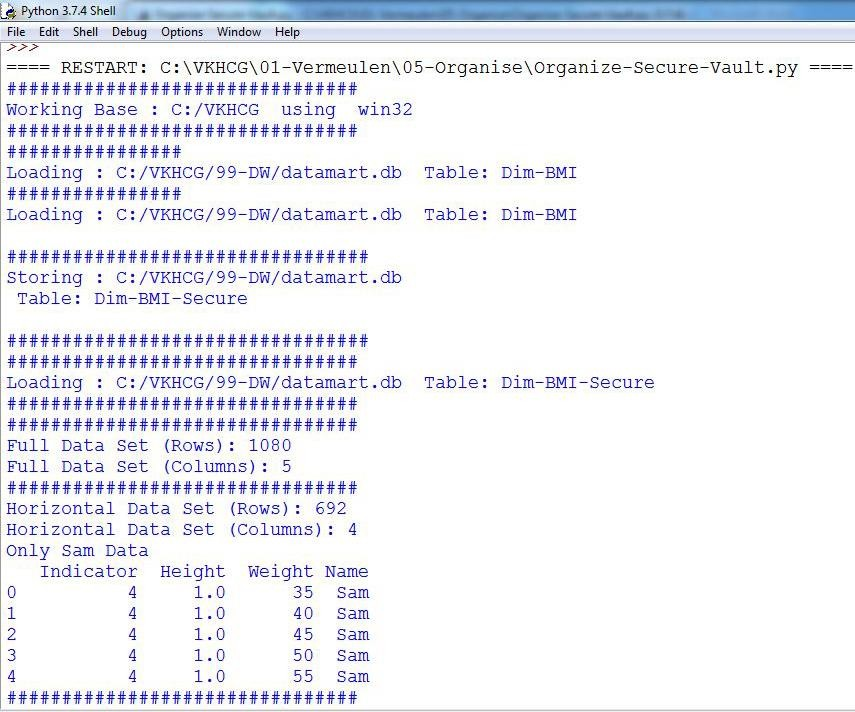 Python 3.7.4 Shell
File Edit Shell Debug Options Window Help
>>>
==== RESTART: C:\VKHCG\01-Vermeulen\05-Organise\Organize-Secure-Vault.py ====
################################
Working Base : C:/VKHCG  using  win32
################################
################
Loading : C:/VKHCG/99-DW/datamart.db  Table: Dim-BMI
################
Loading : C:/VKHCG/99-DW/datamart.db  Table: Dim-BMI
#################################
Storing : C:/VKHCG/99-DW/datamart.db
 Table: Dim-BMI-Secure
#################################
################################
Loading : C:/VKHCG/99-DW/datamart.db  Table: Dim-BMI-Secure
################################
################################
Full Data Set (Rows): 1080
Full Data Set (Columns): 5
################################
Horizontal Data Set (Rows): 692
Horizontal Data Set (Columns): 4
Only Sam Data
   Indicator  Height  Weight Name
0          4     1.0      35  Sam
1          4     1.0      40  Sam
2          4     1.0      45  Sam
3          4     1.0      50  Sam
4          4     1.0      55  Sam
################################